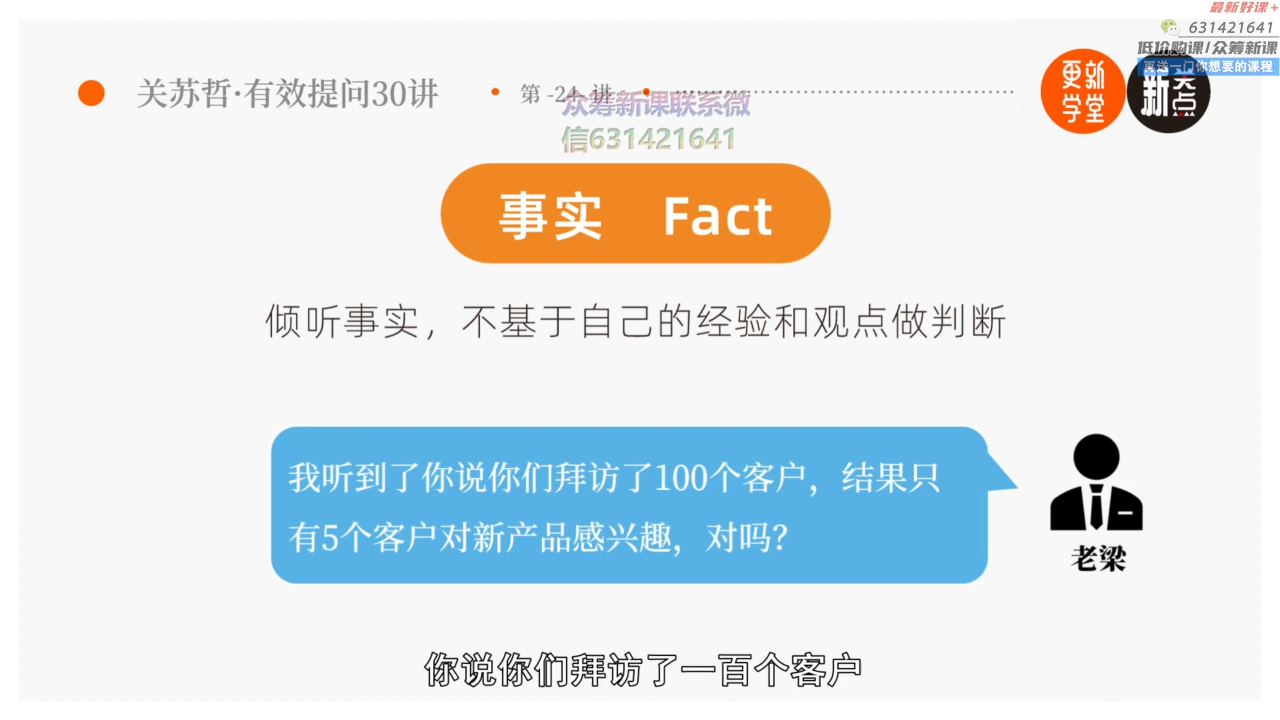 最新好课+
631421641
低价购课/众筹新课
再送一门你想要的课程
关苏哲·有效提问30讲
第 -24- 讲
更新学堂
新关点
众筹新课联系微
信631421641
事实 Fact
倾听事实，不基于自己的经验和观点做判断
我听到了你说你们拜访了100个客户，结果只
有5个客户对新产品感兴趣，对吗？
老梁
你说你们拜访了一百个客户